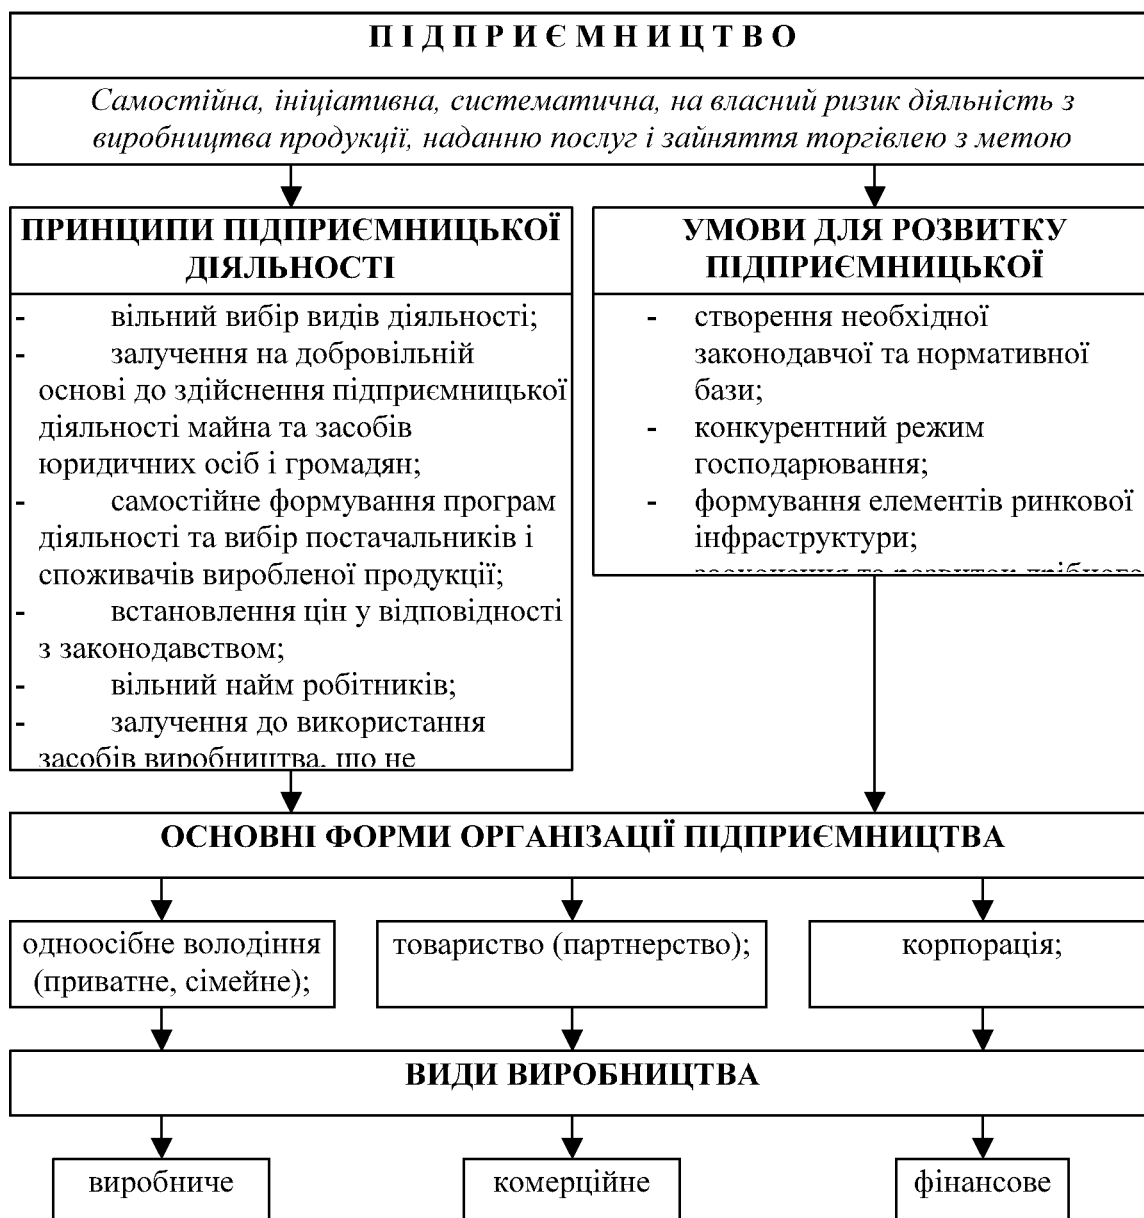 ПІДПРИЄМНИЦТВО
Самостійна, ініціативна, систематична, на власний ризик діяльність з
виробництва продукції, наданню послуг і зайняття торгівлею з метою
ПРИНЦИПИ ПІДПРИЄМНИЦЬКОЇ
ДІЯЛЬНОСТІ
- вільний вибір видів діяльності;
- залучення на добровільній
основі до здійснення підприємницької
діяльності майна та засобів
юридичних осіб і громадян;
- самостійне формування програм
діяльності та вибір постачальників і
споживачів виробленої продукції;
- встановлення цін у відповідності
з законодавством;
- вільний найм робітників;
- залучення до використання
засобів виробництва, що не
УМОВИ ДЛЯ РОЗВИТКУ
ПІДПРИЄМНИЦЬКОЇ
- створення необхідної
законодавчої та нормативної
бази;
- конкурентний режим
господарювання;
- формування елементів ринкової
інфраструктури;
та розвиток дрібного
ОСНОВНІ ФОРМИ ОРГАНІЗАЦІЇ ПІДПРИЄМНИЦТВА
одноосібне володіння
(приватне, сімейне);
товариство (партнерство);
корпорація;
ВИДИ ВИРОБНИЦТВА
виробниче
комерційне
фінансове